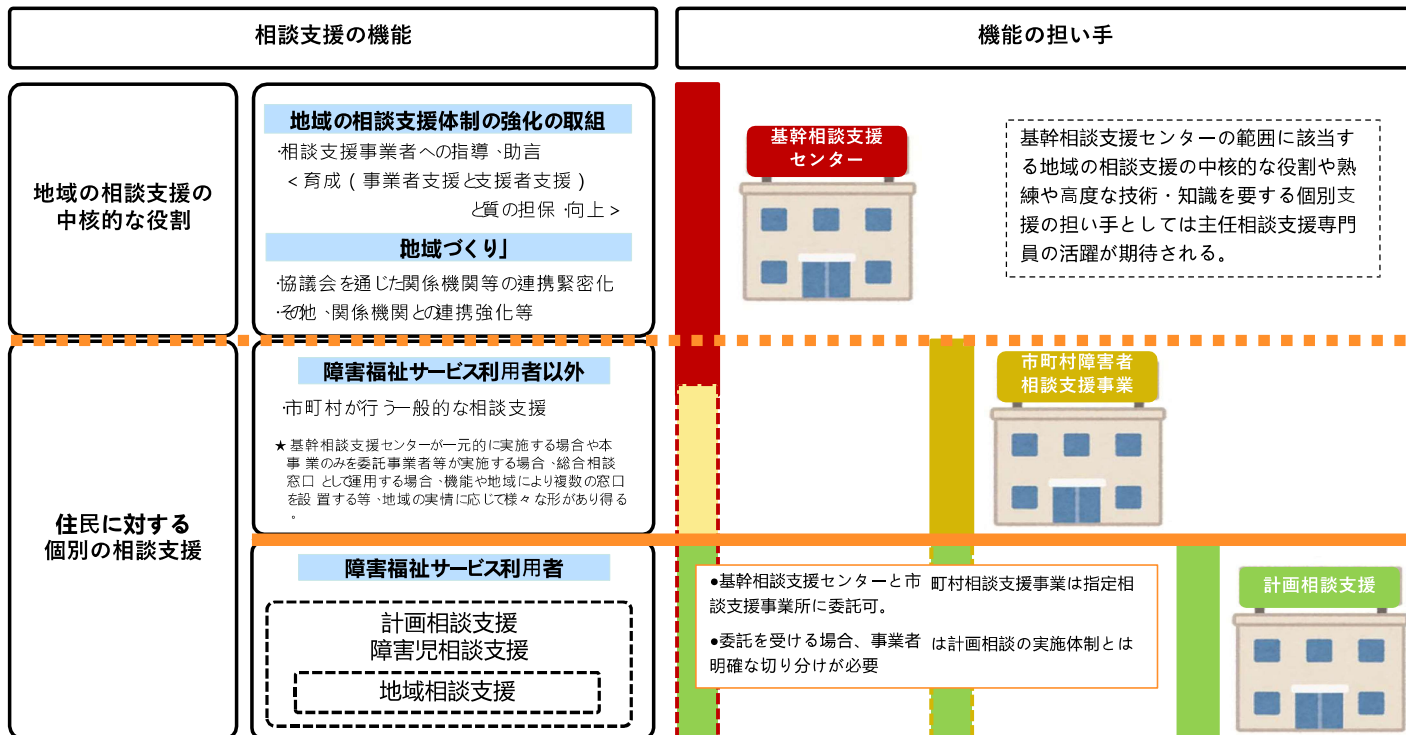 相談支援の機能
機能の担い手
地域の相談支援の
中核的な役割
地域の相談支援体制の強化の取組
・相談支援事業者への指導、助言
＜育成（事業者支援と支援者支援）
と質の担保・向上＞
地域づくり」
・協議会を通じた関係機関等の連携緊密化
・その他、関係機関との連携強化等
基幹相談支援
センター
基幹相談支援センターの範囲に該当す
る地域の相談支援の中核的な役割や熟
練や高度な技術・知識を要する個別支
援の担い手としては主任相談支援専門
員の活躍が期待される。
住民に対する
個別の相談支援
障害福祉サービス利用者以外
・市町村が行う一般的な相談支援
★基幹相談支援センターが一元的に実施する場合や本
事業のみを委託事業者等が実施する場合、総合相談
窓口として運用する場合、機能や地域により複数の窓口
を設置する等、地域の実情に応じて様々な形があり得る
。
市町村障害者
相談支援事業
障害福祉サービス利用者
計画相談支援
障害児相談支援
地域相談支援
●基幹相談支援センターと市町村相談支援事業は指定相
談支援事業所に委託可。
●委託を受ける場合、事業者は計画相談の実施体制とは
明確な切り分けが必要
計画相談支援